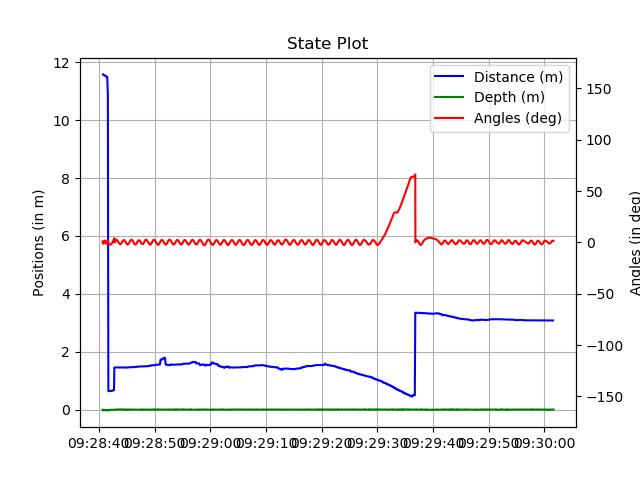 State Plot
12
10
8
6
4
2
0
Positions (in m)
Distance (m)
Depth (m)
Angles (deg)
150
100
50
0
−50
−100
−150
Angles (in deg)
09:28:40 09:28:50 09:29:00 09:29:10 09:29:20 09:29:30 09:29:40 09:29:50 09:30:00